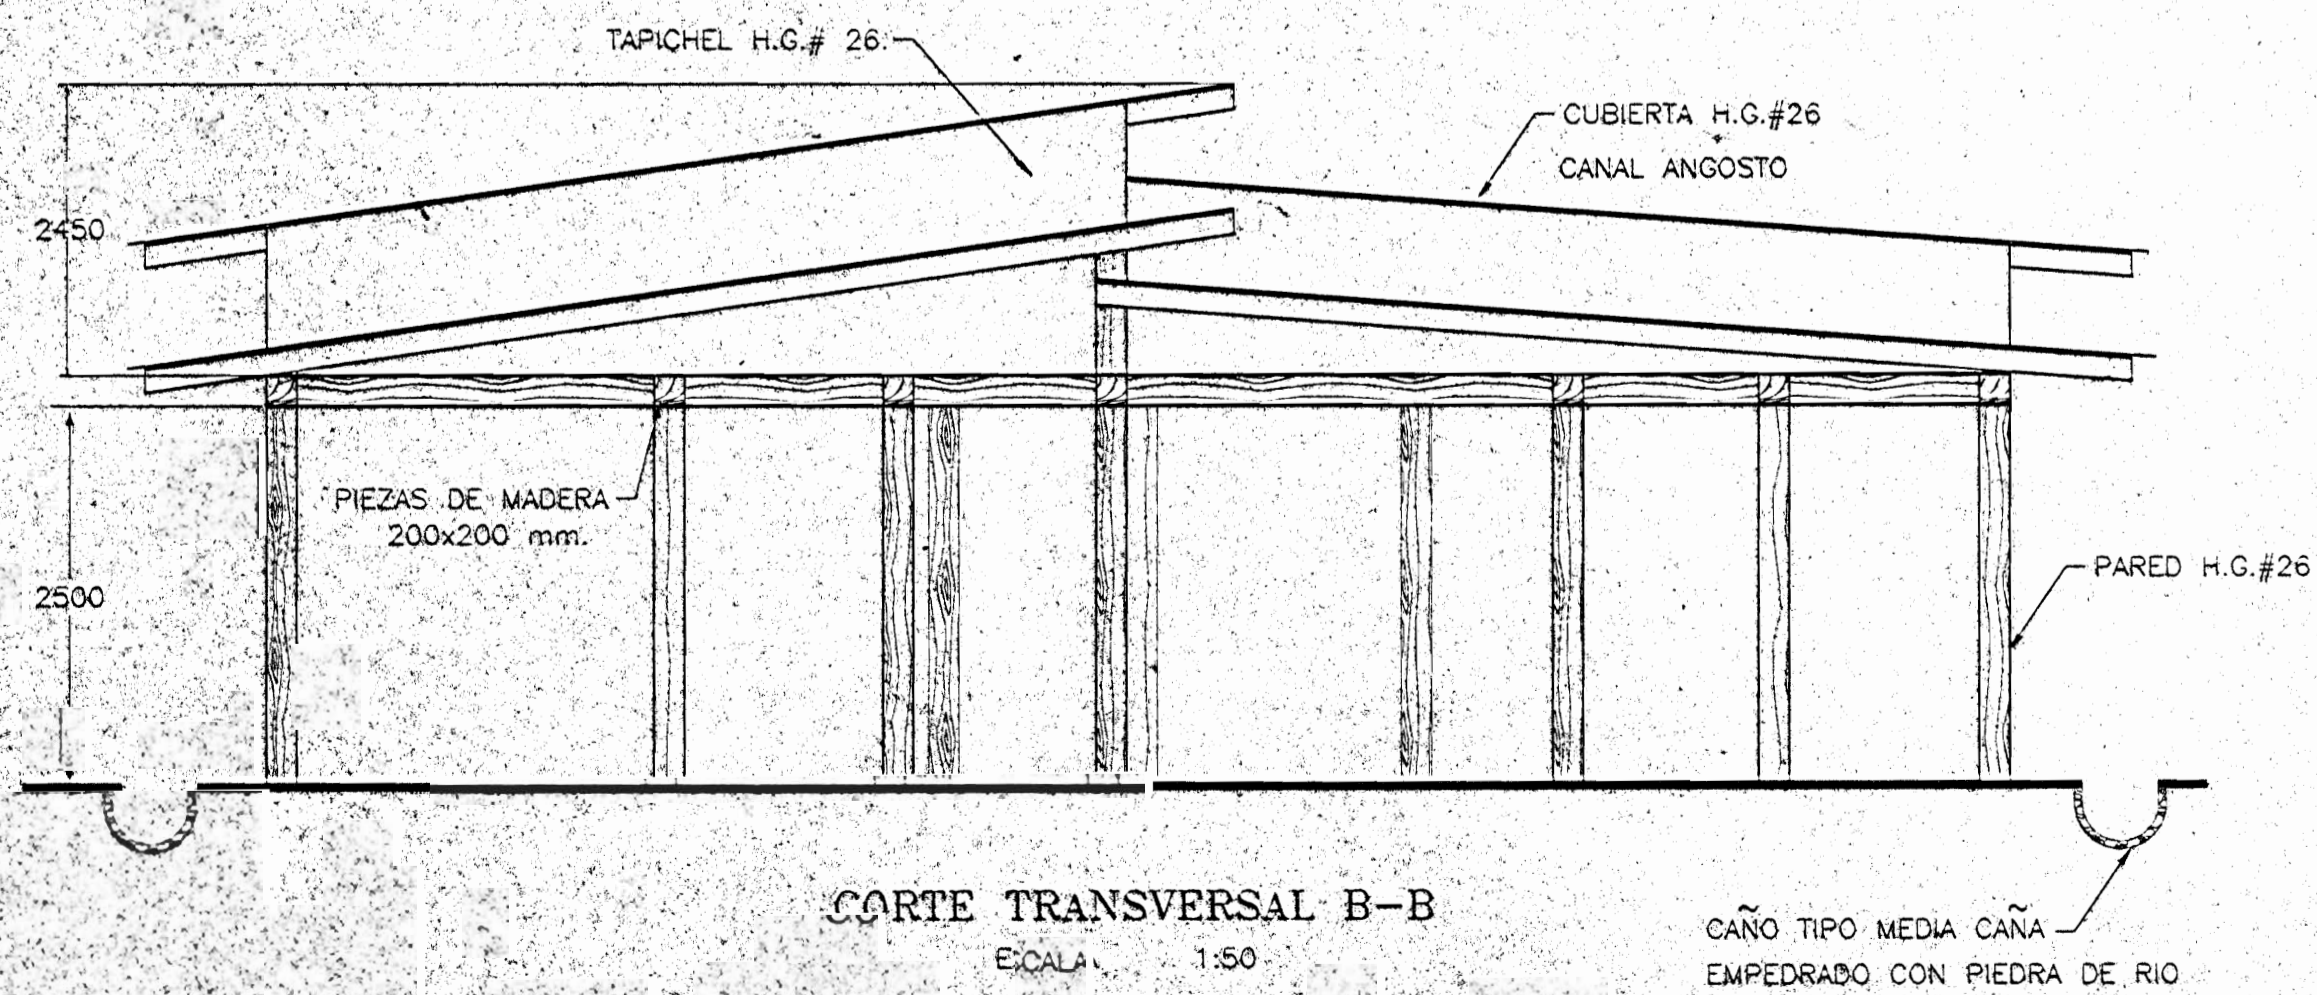 TAPICHEL H.G.# 26.
CUBIERTA H.G.#26
CANAL ANGOSTO
2450
PIEZAS DE MADERA
200x200 mm.
2500
PARED H.G.#26
CORTE TRANSVERSAL B-B
ESCALA 1:50
CAÑO TIPO MEDIA CAÑA
EMPEDRADO CON PIEDRA DE RIO